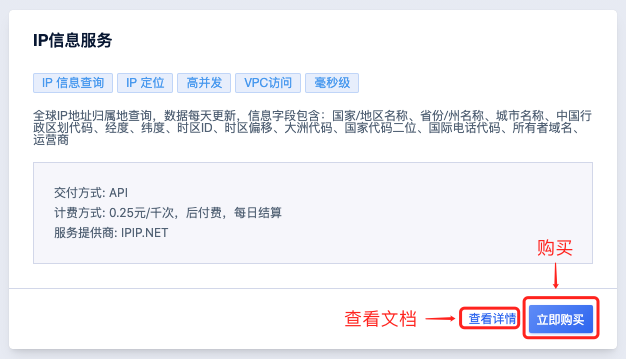 IP信息服务
IP 信息查询 IP 定位 高并发 VPC访问 毫秒级
全球IP地址归属地查询，数据每天更新，信息字段包含：国家/地区名称、省份/州名称、城市名称、中国行
政区划代码、经度、纬度、时区ID、时区偏移、大洲代码、国家代码二位、国际电话代码、所有者域名、
运营商
交付方式: API
计费方式: 0.25元/千次，后付费，每日结算
服务提供商: IPIP.NET
购买
查看文档 查看详情 立即购买